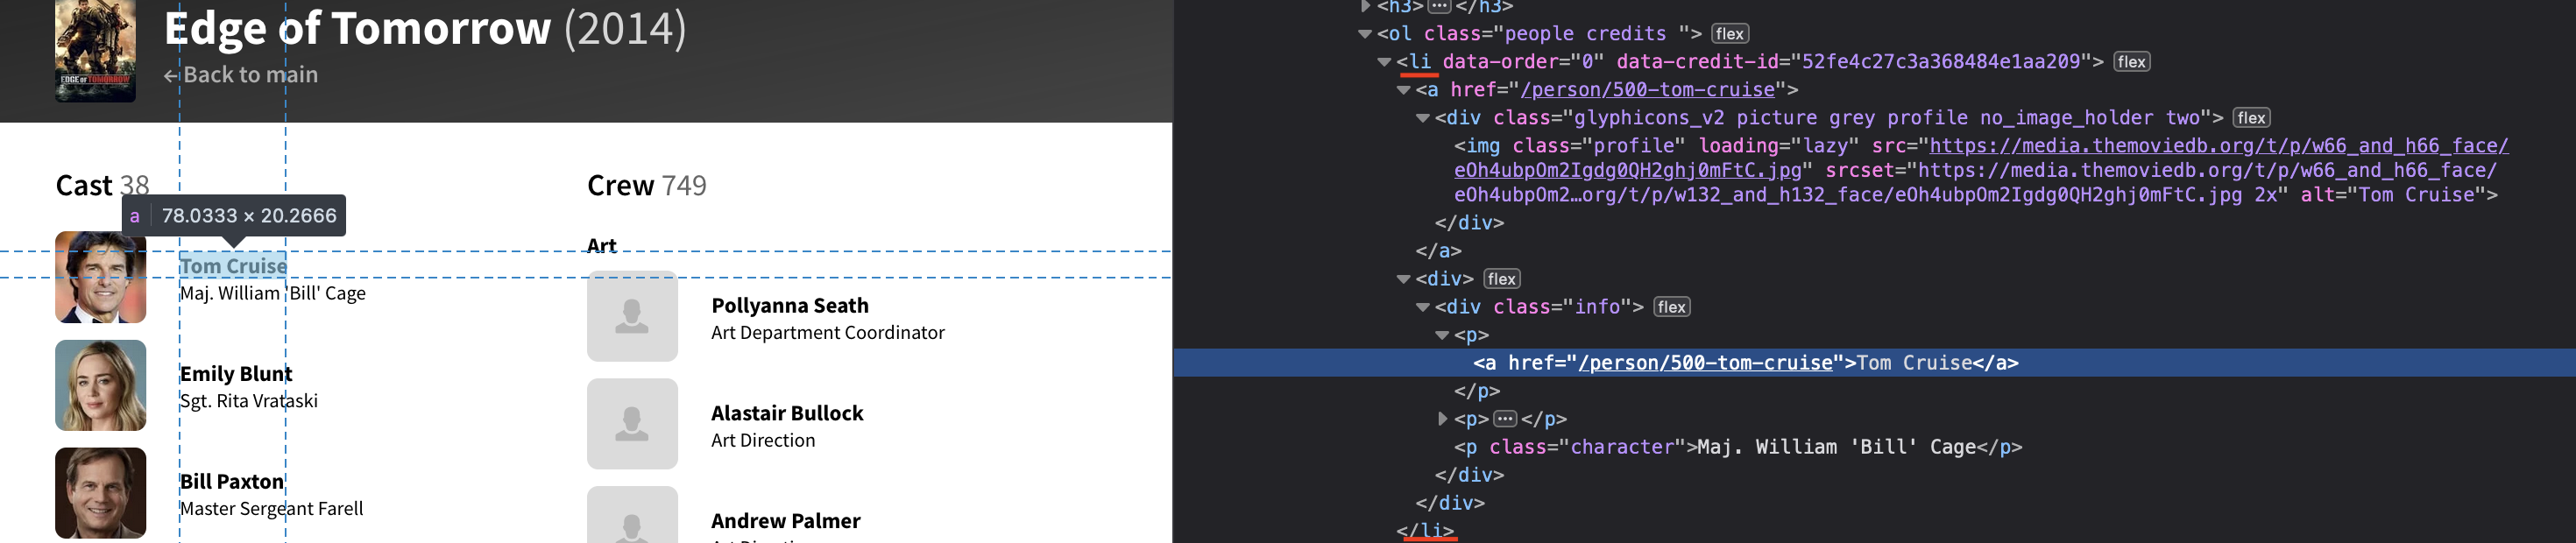 EDGE OF TOMORROW
Edge of Tomorrow (2014)
←Back to main
Cast 38
a 78.0333 × 20.2666
Tom Cruise
Maj. William 'Bill' Cage
Emily Blunt
Sgt. Rita Vrataski
Bill Paxton
Master Sergeant Farell
Crew 749
Art
Pollyanna Seath
Art Department Coordinator
Alastair Bullock
Art Direction
Andrew Palmer
<h3> ⋯ </h3>
<ol class="people credits "> flex
<li data-order="0" data-credit-id="52fe4c27c3a368484e1aa209"> flex
<a href="/person/500-tom-cruise">
<div class="glyphicons_v2 picture grey profile no_image_holder two"> flex
<img class="profile" loading="lazy" src="https://media.themoviedb.org/t/p/w66_and_h66_face/
eOh4ubpOm2Igdg0QH2ghj0mFtC.jpg" srcset="https://media.themoviedb.org/t/p/w66_and_h66_face/
eOh4ubpOm2…org/t/p/w132_and_h132_face/eOh4ubpOm2Igdg0QH2ghj0mFtC.jpg 2x" alt="Tom Cruise">
</div>
</a>
<div> flex
<div class="info"> flex
<p>
<a href="/person/500-tom-cruise">Tom Cruise</a>
</p>
<p> ⋯ </p>
<p class="character">Maj. William 'Bill' Cage</p>
</div>
</div>
</li>